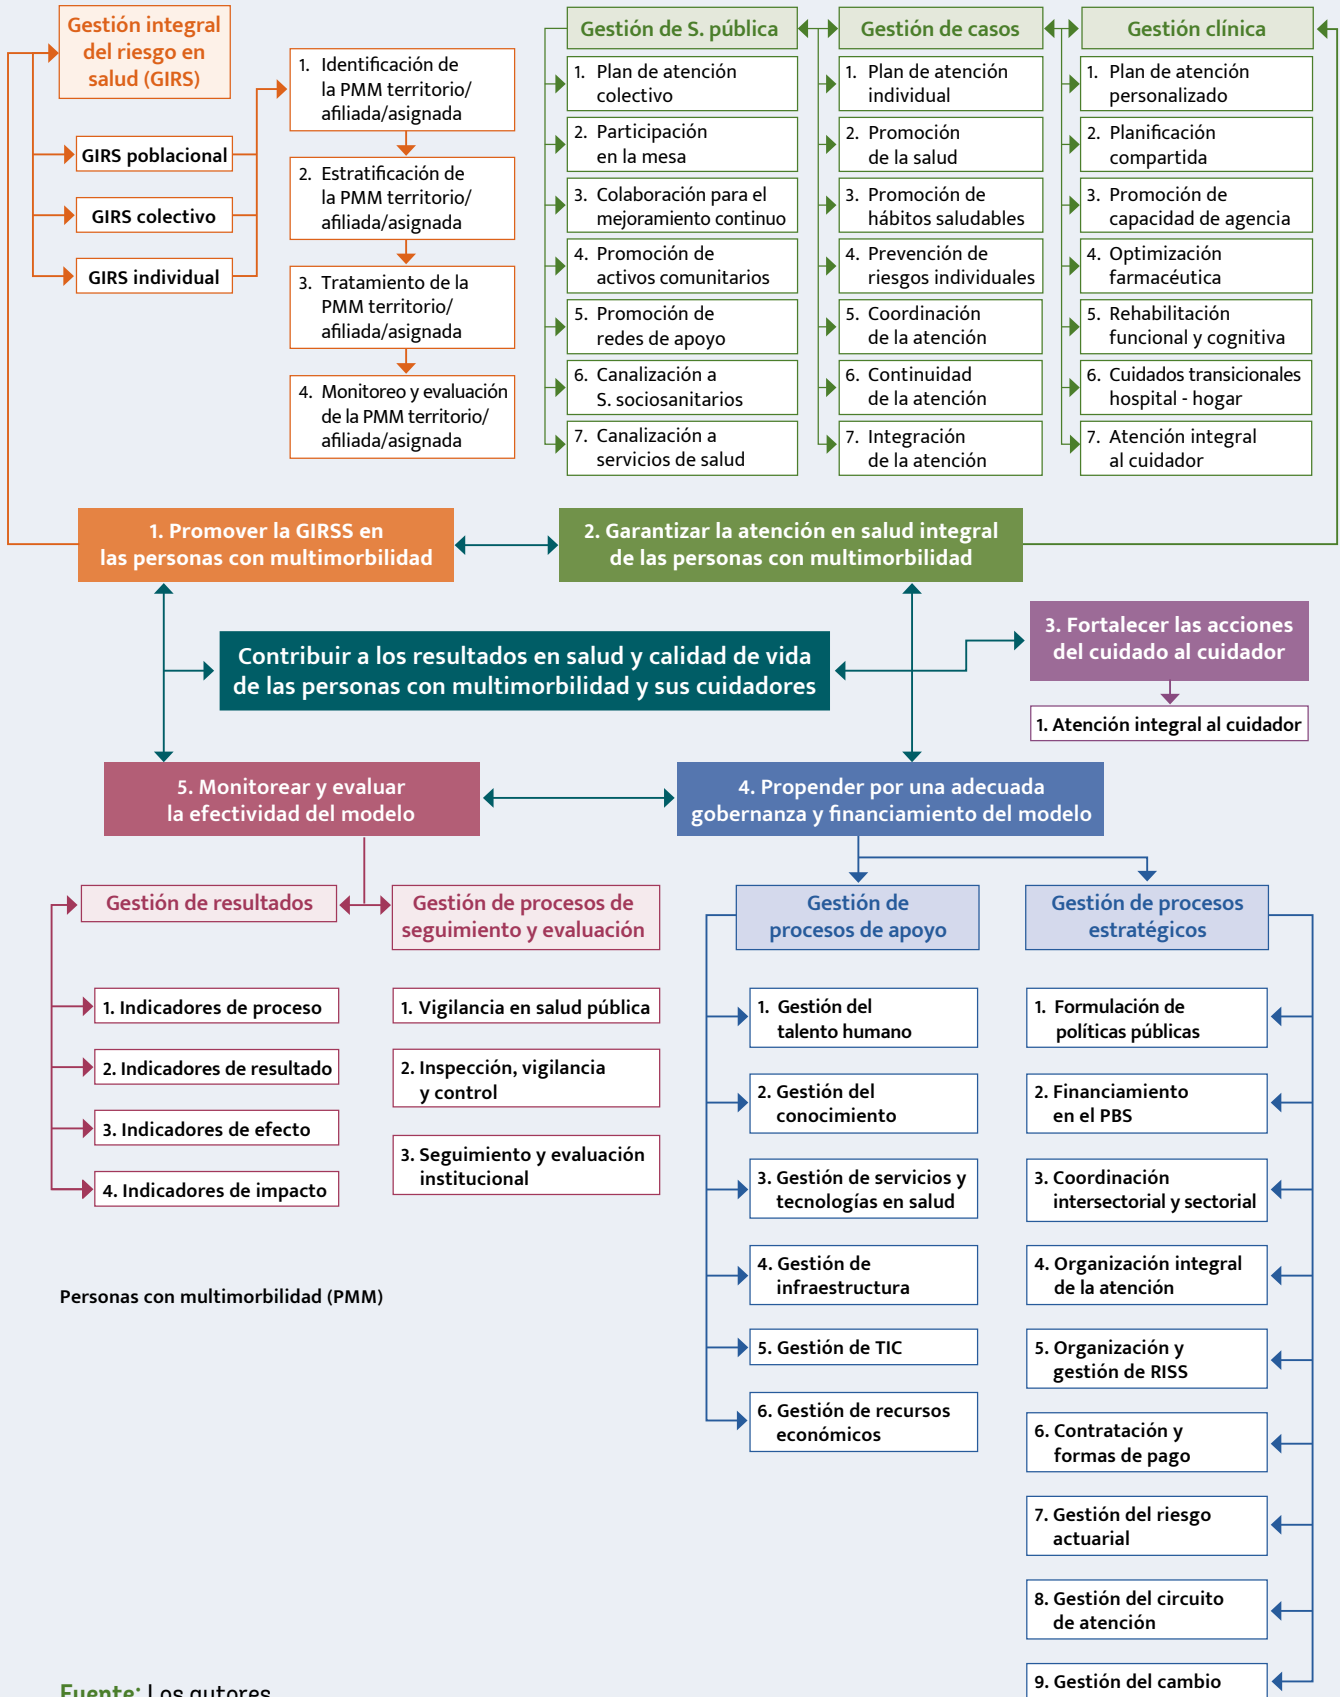 Gestión integral
del riesgo en
salud (GIRS)
GIRS poblacional
GIRS colectivo
GIRS individual
1. Identificación de
la PMM territorio/
afiliada/asignada
2. Estratificación de
la PMM territorio/
afiliada/asignada
3. Tratamiento de la
PMM territorio/
afiliada/asignada
4. Monitoreo y evaluación
de la PMM territorio/
afiliada/asignada
Gestión de S. pública
1. Plan de atención
colectivo
2. Participación
en la mesa
3. Colaboración para el
mejoramiento continuo
4. Promoción de
activos comunitarios
5. Promoción de
redes de apoyo
6. Canalización a
S. sociosanitarios
7. Canalización a
servicios de salud
Gestión de casos
1. Plan de atención
individual
2. Promoción
de la salud
3. Promoción de
hábitos saludables
4. Prevención de
riesgos individuales
5. Coordinación
de la atención
6. Continuidad
de la atención
7. Integración
de la atención
Gestión clínica
1. Plan de atención
personalizado
2. Planificación
compartida
3. Promoción de
capacidad de agencia
4. Optimización
farmacéutica
5. Rehabilitación
funcional y cognitiva
6. Cuidados transicionales
hospital - hogar
7. Atención integral
al cuidador
1. Promover la GIRSS en
las personas con multimorbilidad
2. Garantizar la atención en salud integral
de las personas con multimorbilidad
Contribuir a los resultados en salud y calidad de vida
de las personas con multimorbilidad y sus cuidadores
3. Fortalecer las acciones
del cuidado al cuidador
1. Atención integral al cuidador
5. Monitorear y evaluar
la efectividad del modelo
4. Propender por una adecuada
gobernanza y financiamiento del modelo
Gestión de resultados
1. Indicadores de proceso
2. Indicadores de resultado
3. Indicadores de efecto
4. Indicadores de impacto
Gestión de procesos de
seguimiento y evaluación
1. Vigilancia en salud pública
2. Inspección, vigilancia
y control
3. Seguimiento y evaluación
institucional
Gestión de
procesos de apoyo
1. Gestión del
talento humano
2. Gestión del
conocimiento
3. Gestión de servicios y
tecnologías en salud
4. Gestión de
infraestructura
5. Gestión de TIC
6. Gestión de recursos
económicos
Gestión de procesos
estratégicos
1. Formulación de
políticas públicas
2. Financiamiento
en el PBS
3. Coordinación
intersectorial y sectorial
4. Organización integral
de la atención
5. Organización y
gestión de RISS
6. Contratación y
formas de pago
7. Gestión del riesgo
actuarial
8. Gestión del circuito
de atención
9. Gestión del cambio
Personas con multimorbilidad (PMM)
Fuente: Los autores